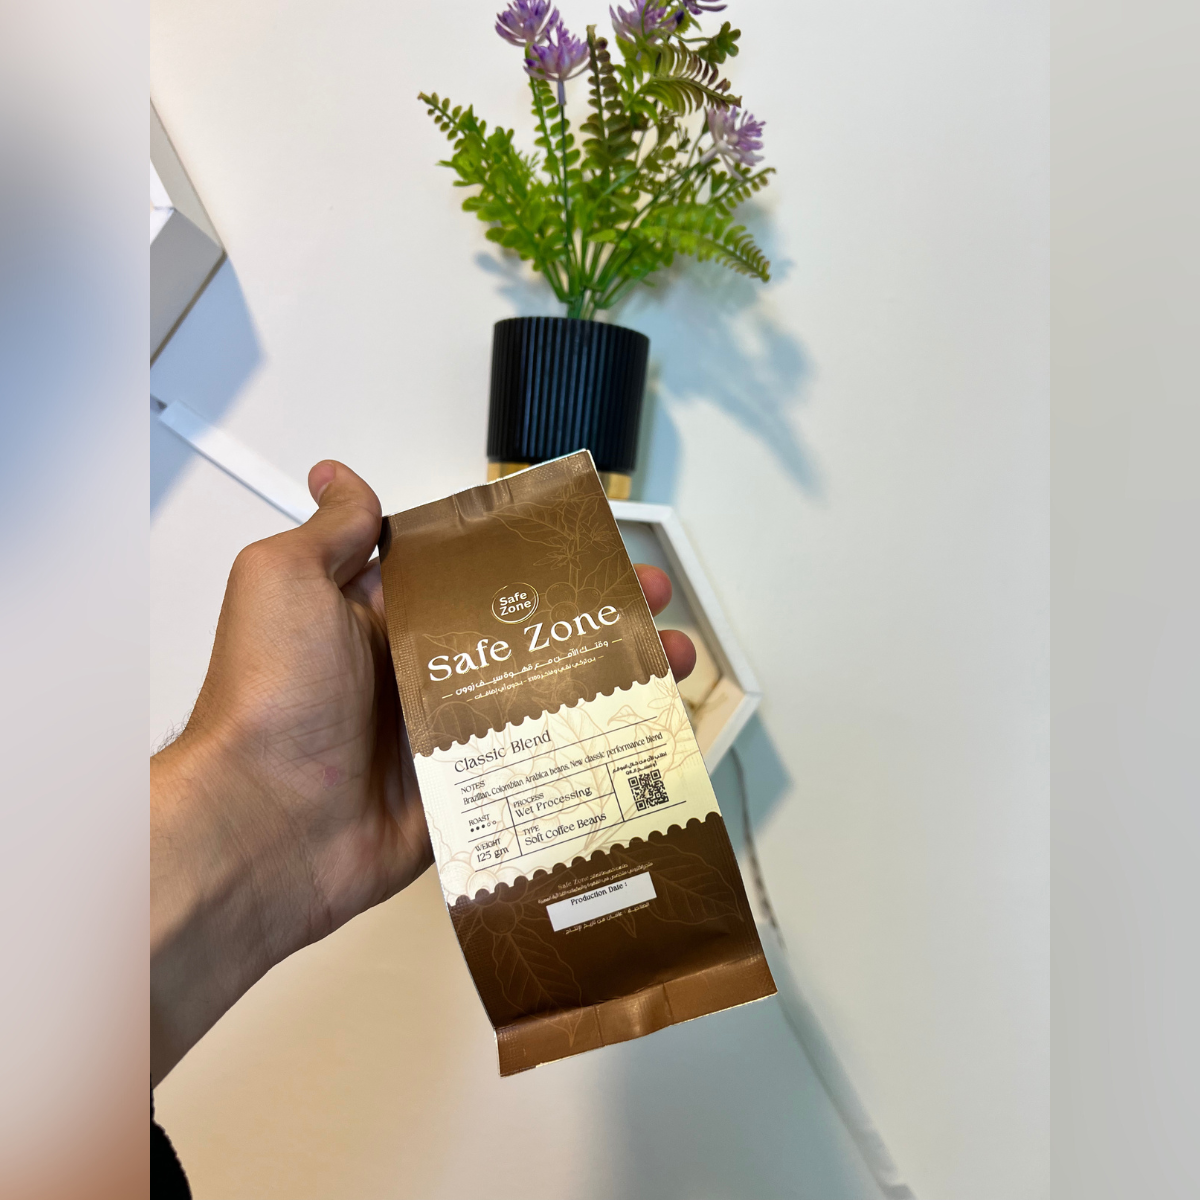 Safe
Zone
Safe Zone
وقتك الآمن مع قهوة سيف زوون
Classic Blend
NOTES
Brazilian, Colombian Arabica beans. New classic performance blend
ROAST
PROCESS
Wet Processing
WEIGHT
125 gm
TYPE
Soft Coffee Beans
Safe Zone
Production Date :